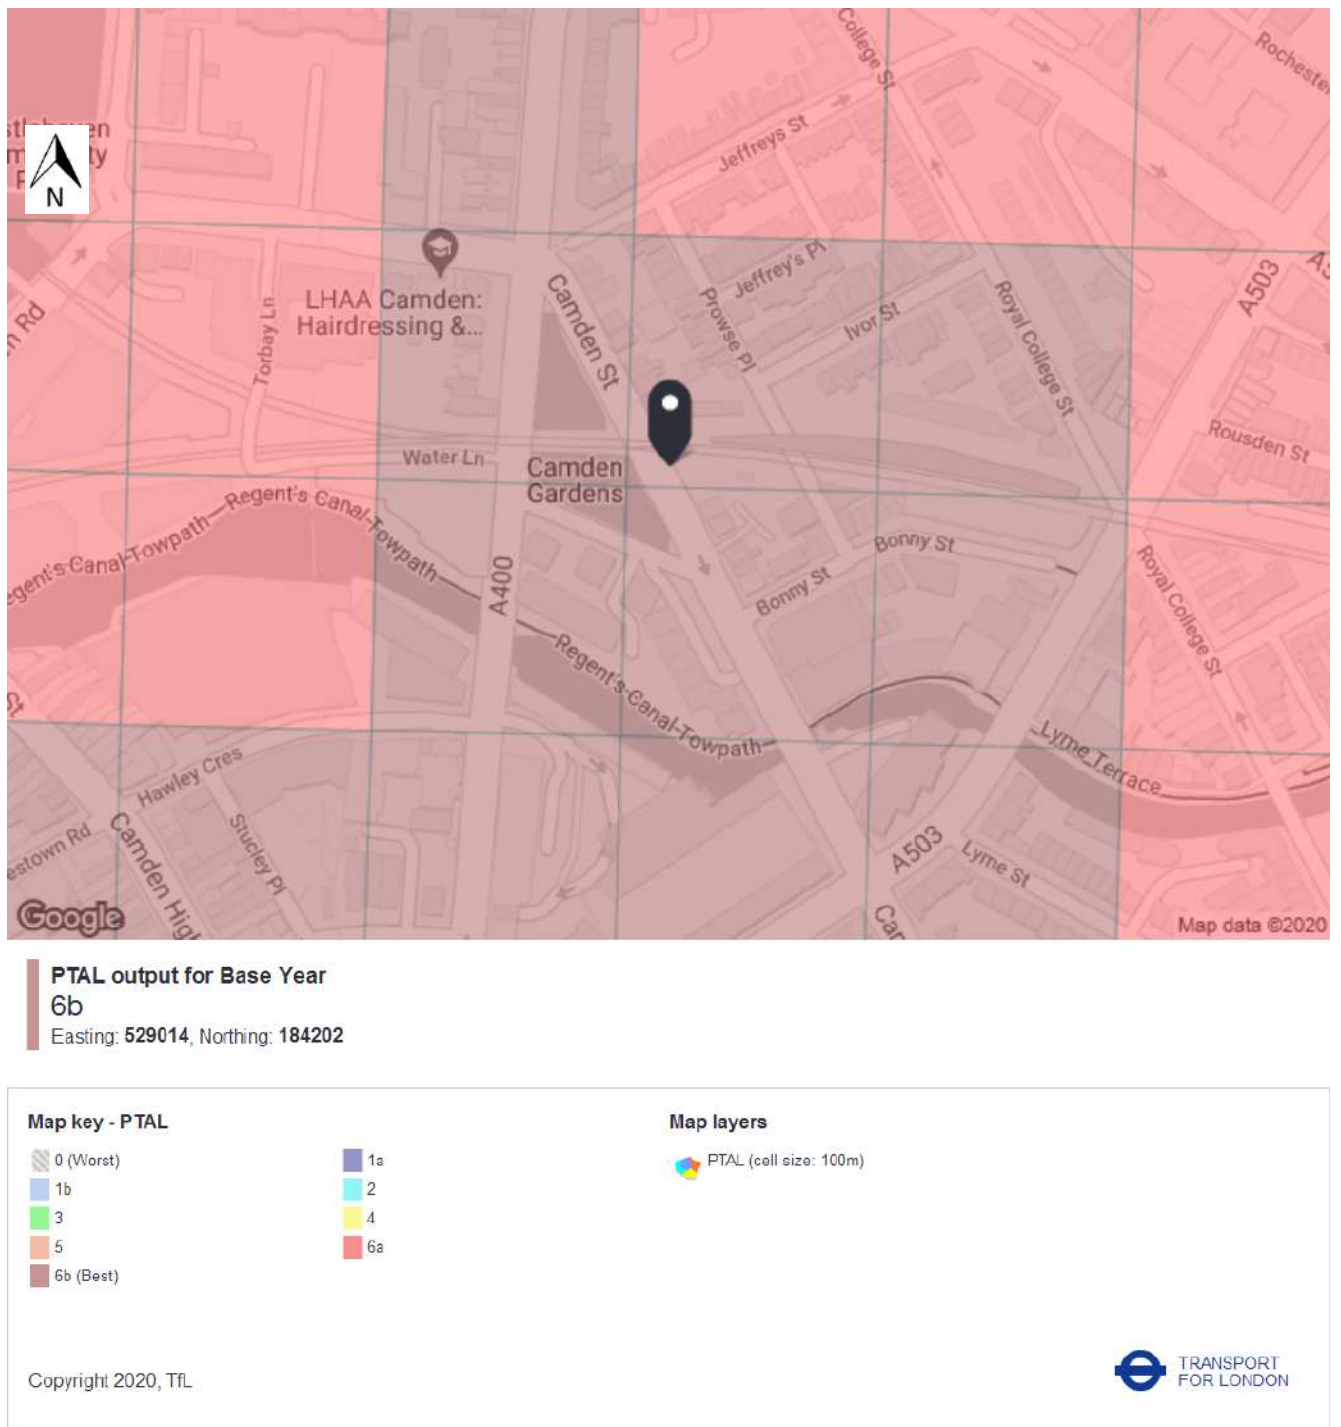 College St
Rochester
Jeffreys St
N
LHAA Camden:
Hairdressing &...
Torbay Ln
Camden St
Prowse Pl
Jeffrey's Pl
Ivor St
Royal College St
A503
Rousden St
Water Ln
Camden
Gardens
Regent's Canal Towpath
Regent's Canal-Towpath
A400
Bonny St
Bonny St
Royal College St
Regent's-Canal-Towpath
Lyme Terrace
Hawley Cres
Stucley Pl
Camden Hig
A503
Lyme St
Google
Map data ©2020
PTAL output for Base Year
6b
Easting: 529014, Northing: 184202
Map key - PTAL
0 (Worst)
1a
1b
2
3
4
5
6a
6b (Best)
Map layers
PTAL (cell size: 100m)
Copyright 2020, TfL
TRANSPORT
FOR LONDON